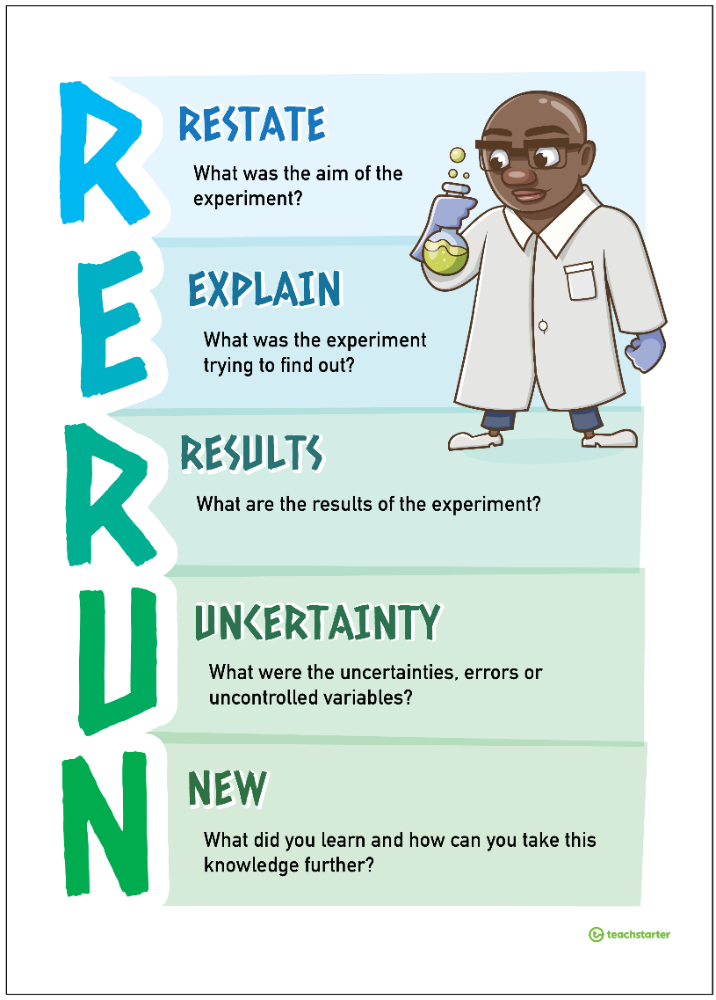 R
RESTATE
What was the aim of the
experiment?
E
EXPLAIN
What was the experiment
trying to find out?
R
RESULTS
What are the results of the experiment?
U
UNCERTAINTY
What were the uncertainties, errors or
uncontrolled variables?
N
NEW
What did you learn and how can you take this
knowledge further?
teachstarter